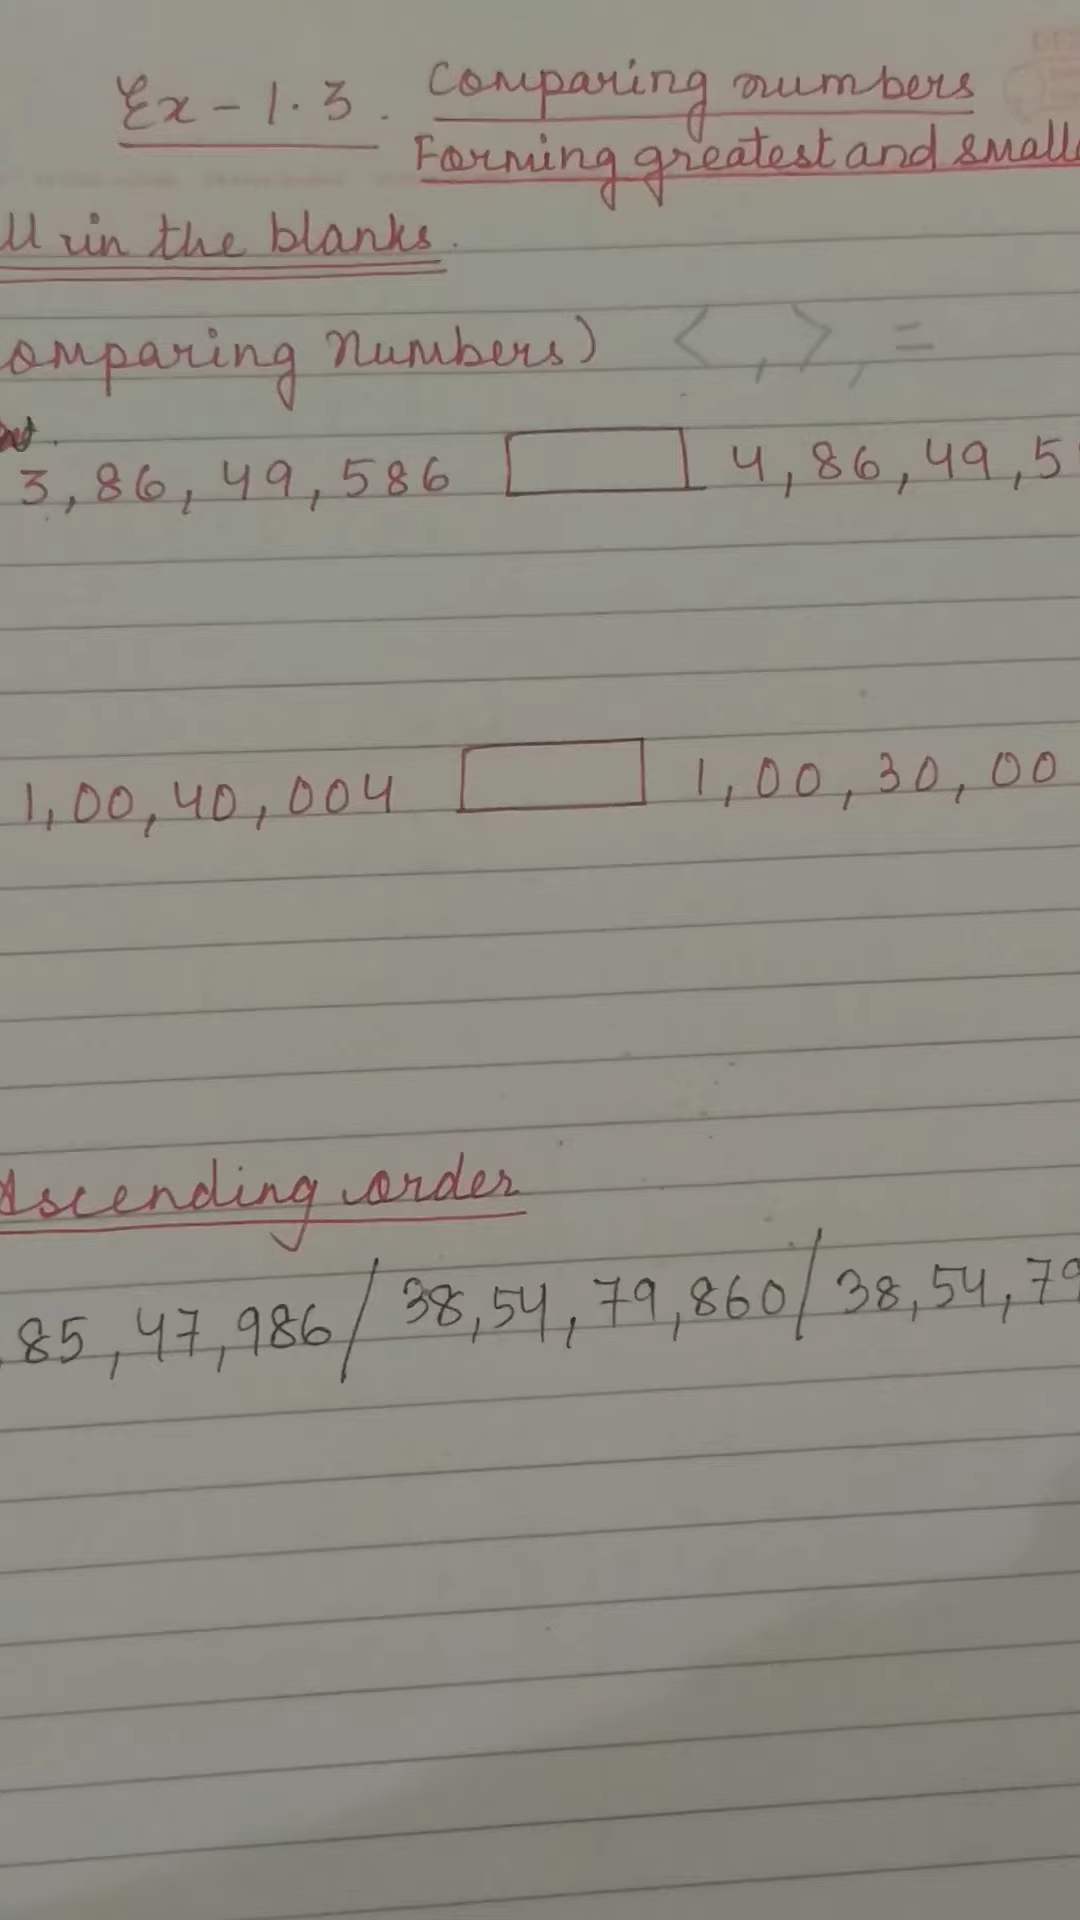 Ex - 1.3. Comparing numbers
Forming greatest and small
ll in the blanks.
omparing Numbers) < , > , =
3,86,49,586 4,86,49,5
1,00,40,004 1,00,30,00
Ascending order
85,47,986/38,54,79,860/38,54,79